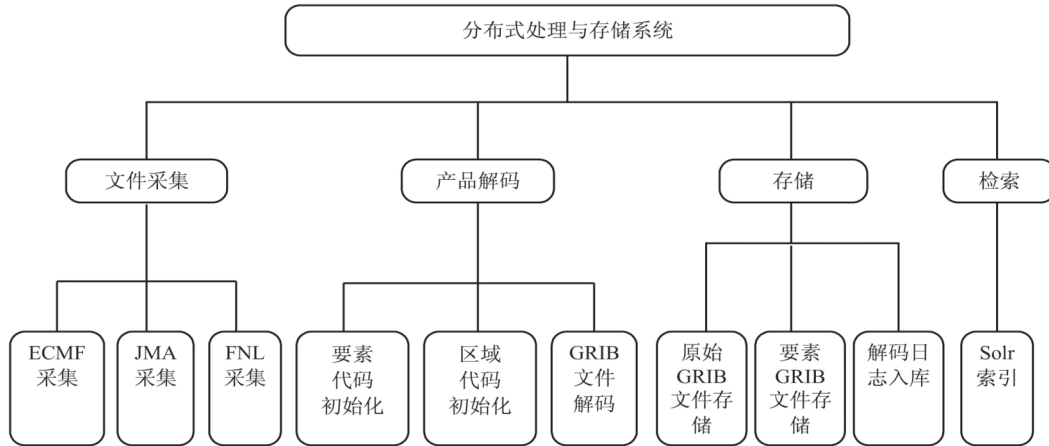 分布式处理与存储系统
文件采集
产品解码
存储
检索
ECMF
采集
JMA
采集
FNL
采集
要素
代码
初始化
区域
代码
初始化
GRIB
文件
解码
原始
GRIB
文件存
储
要素
GRIB
文件存
储
解码日
志入库
Solr
索引